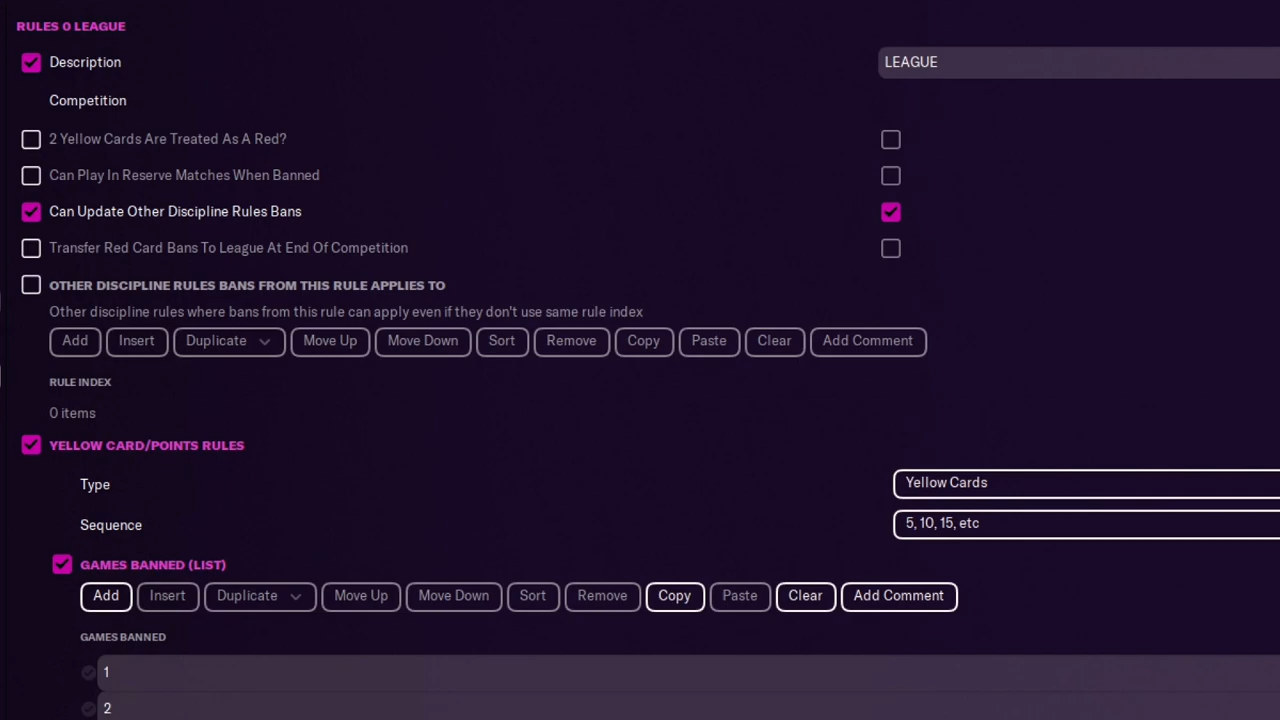 RULES 0 LEAGUE
Description LEAGUE
Competition
2 Yellow Cards Are Treated As A Red?
Can Play In Reserve Matches When Banned
Can Update Other Discipline Rules Bans
Transfer Red Card Bans To League At End Of Competition
OTHER DISCIPLINE RULES BANS FROM THIS RULE APPLIES TO
Other discipline rules where bans from this rule can apply even if they don't use same rule index
Add Insert Duplicate Move Up Move Down Sort Remove Copy Paste Clear Add Comment
RULE INDEX
0 items
YELLOW CARD/POINTS RULES
Type Yellow Cards
Sequence 5, 10, 15, etc
GAMES BANNED (LIST)
Add Insert Duplicate Move Up Move Down Sort Remove Copy Paste Clear Add Comment
GAMES BANNED
1
2